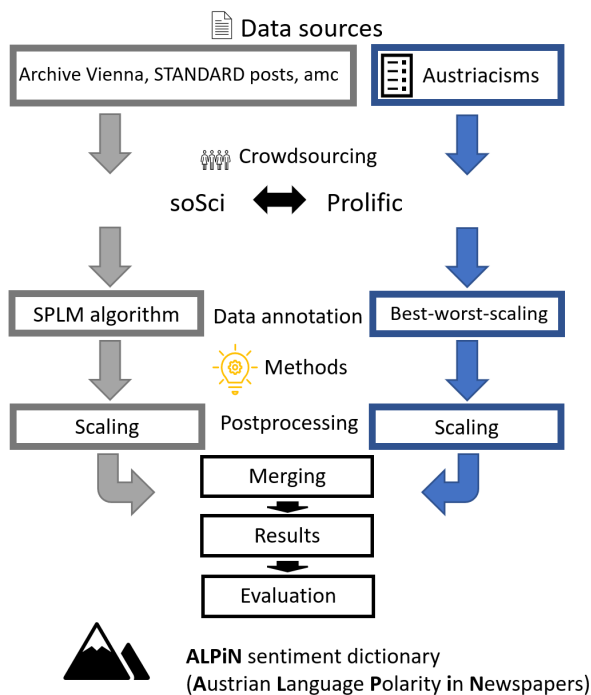 Data sources
Archive Vienna, STANDARD posts, amc
Austriacisms
Crowdsourcing
soSci
Prolific
SPLM algorithm
Data annotation
Best-worst-scaling
Methods
Scaling
Postprocessing
Scaling
Merging
Results
Evaluation
ALPiN sentiment dictionary
(Austrian Language Polarity in Newspapers)